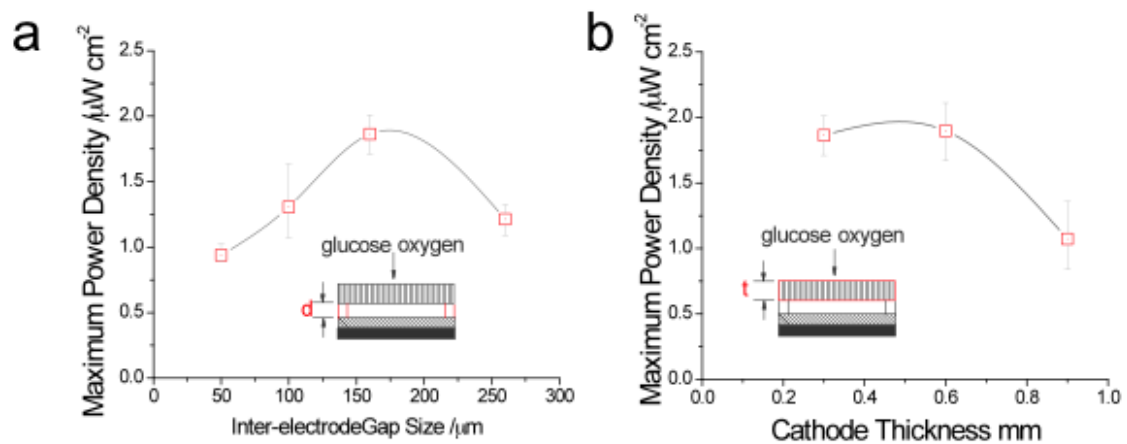 a
Maximum Power Density /μW cm⁻²
2.5
2.0
1.5
1.0
0.5
0.0
0
50
100
150
200
250
300
Inter-electrodeGap Size /μm
glucose oxygen
d
b
Maximum Power Density /μW cm⁻²
2.5
2.0
1.5
1.0
0.5
0.0
0.0
0.2
0.4
0.6
0.8
1.0
Cathode Thickness mm
glucose oxygen
t